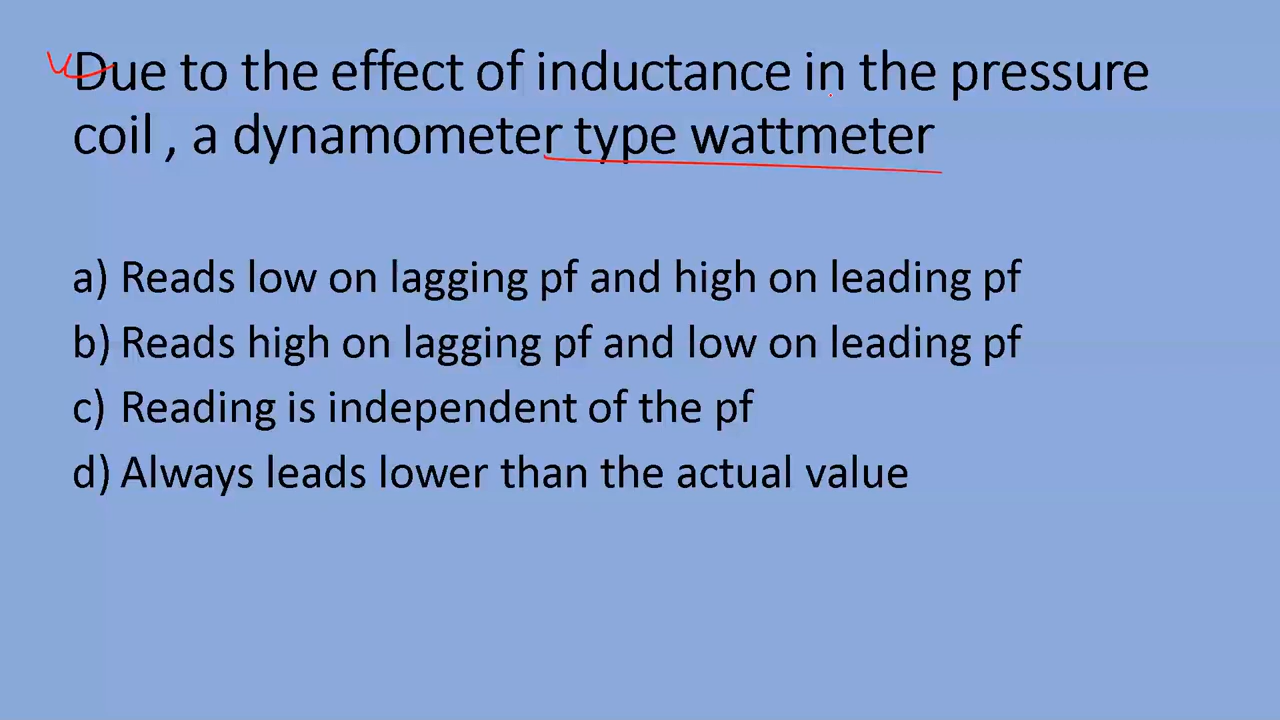 Due to the effect of inductance in the pressure
coil , a dynamometer type wattmeter
a) Reads low on lagging pf and high on leading pf
b) Reads high on lagging pf and low on leading pf
c) Reading is independent of the pf
d) Always leads lower than the actual value